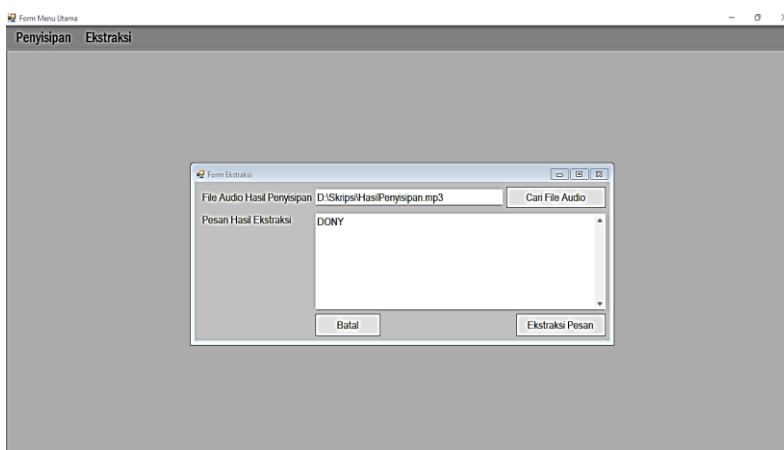 Form Menu Utama
Penyisipan Ekstraksi
Form Ekstraksi
File Audio Hasil Penyisipan D:\Skripsi\HasilPenyisipan.mp3 Cari File Audio
Pesan Hasil Ekstraksi DONY
Batal Ekstraksi Pesan